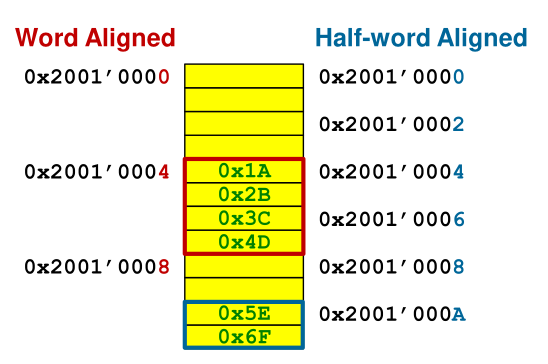 Word Aligned Half-word Aligned
0x2001'0000 0x2001'0000
0x2001'0002
0x2001'0004 0x1A 0x2001'0004
0x2B
0x3C 0x2001'0006
0x4D
0x2001'0008 0x2001'0008
0x5E 0x2001'000A
0x6F